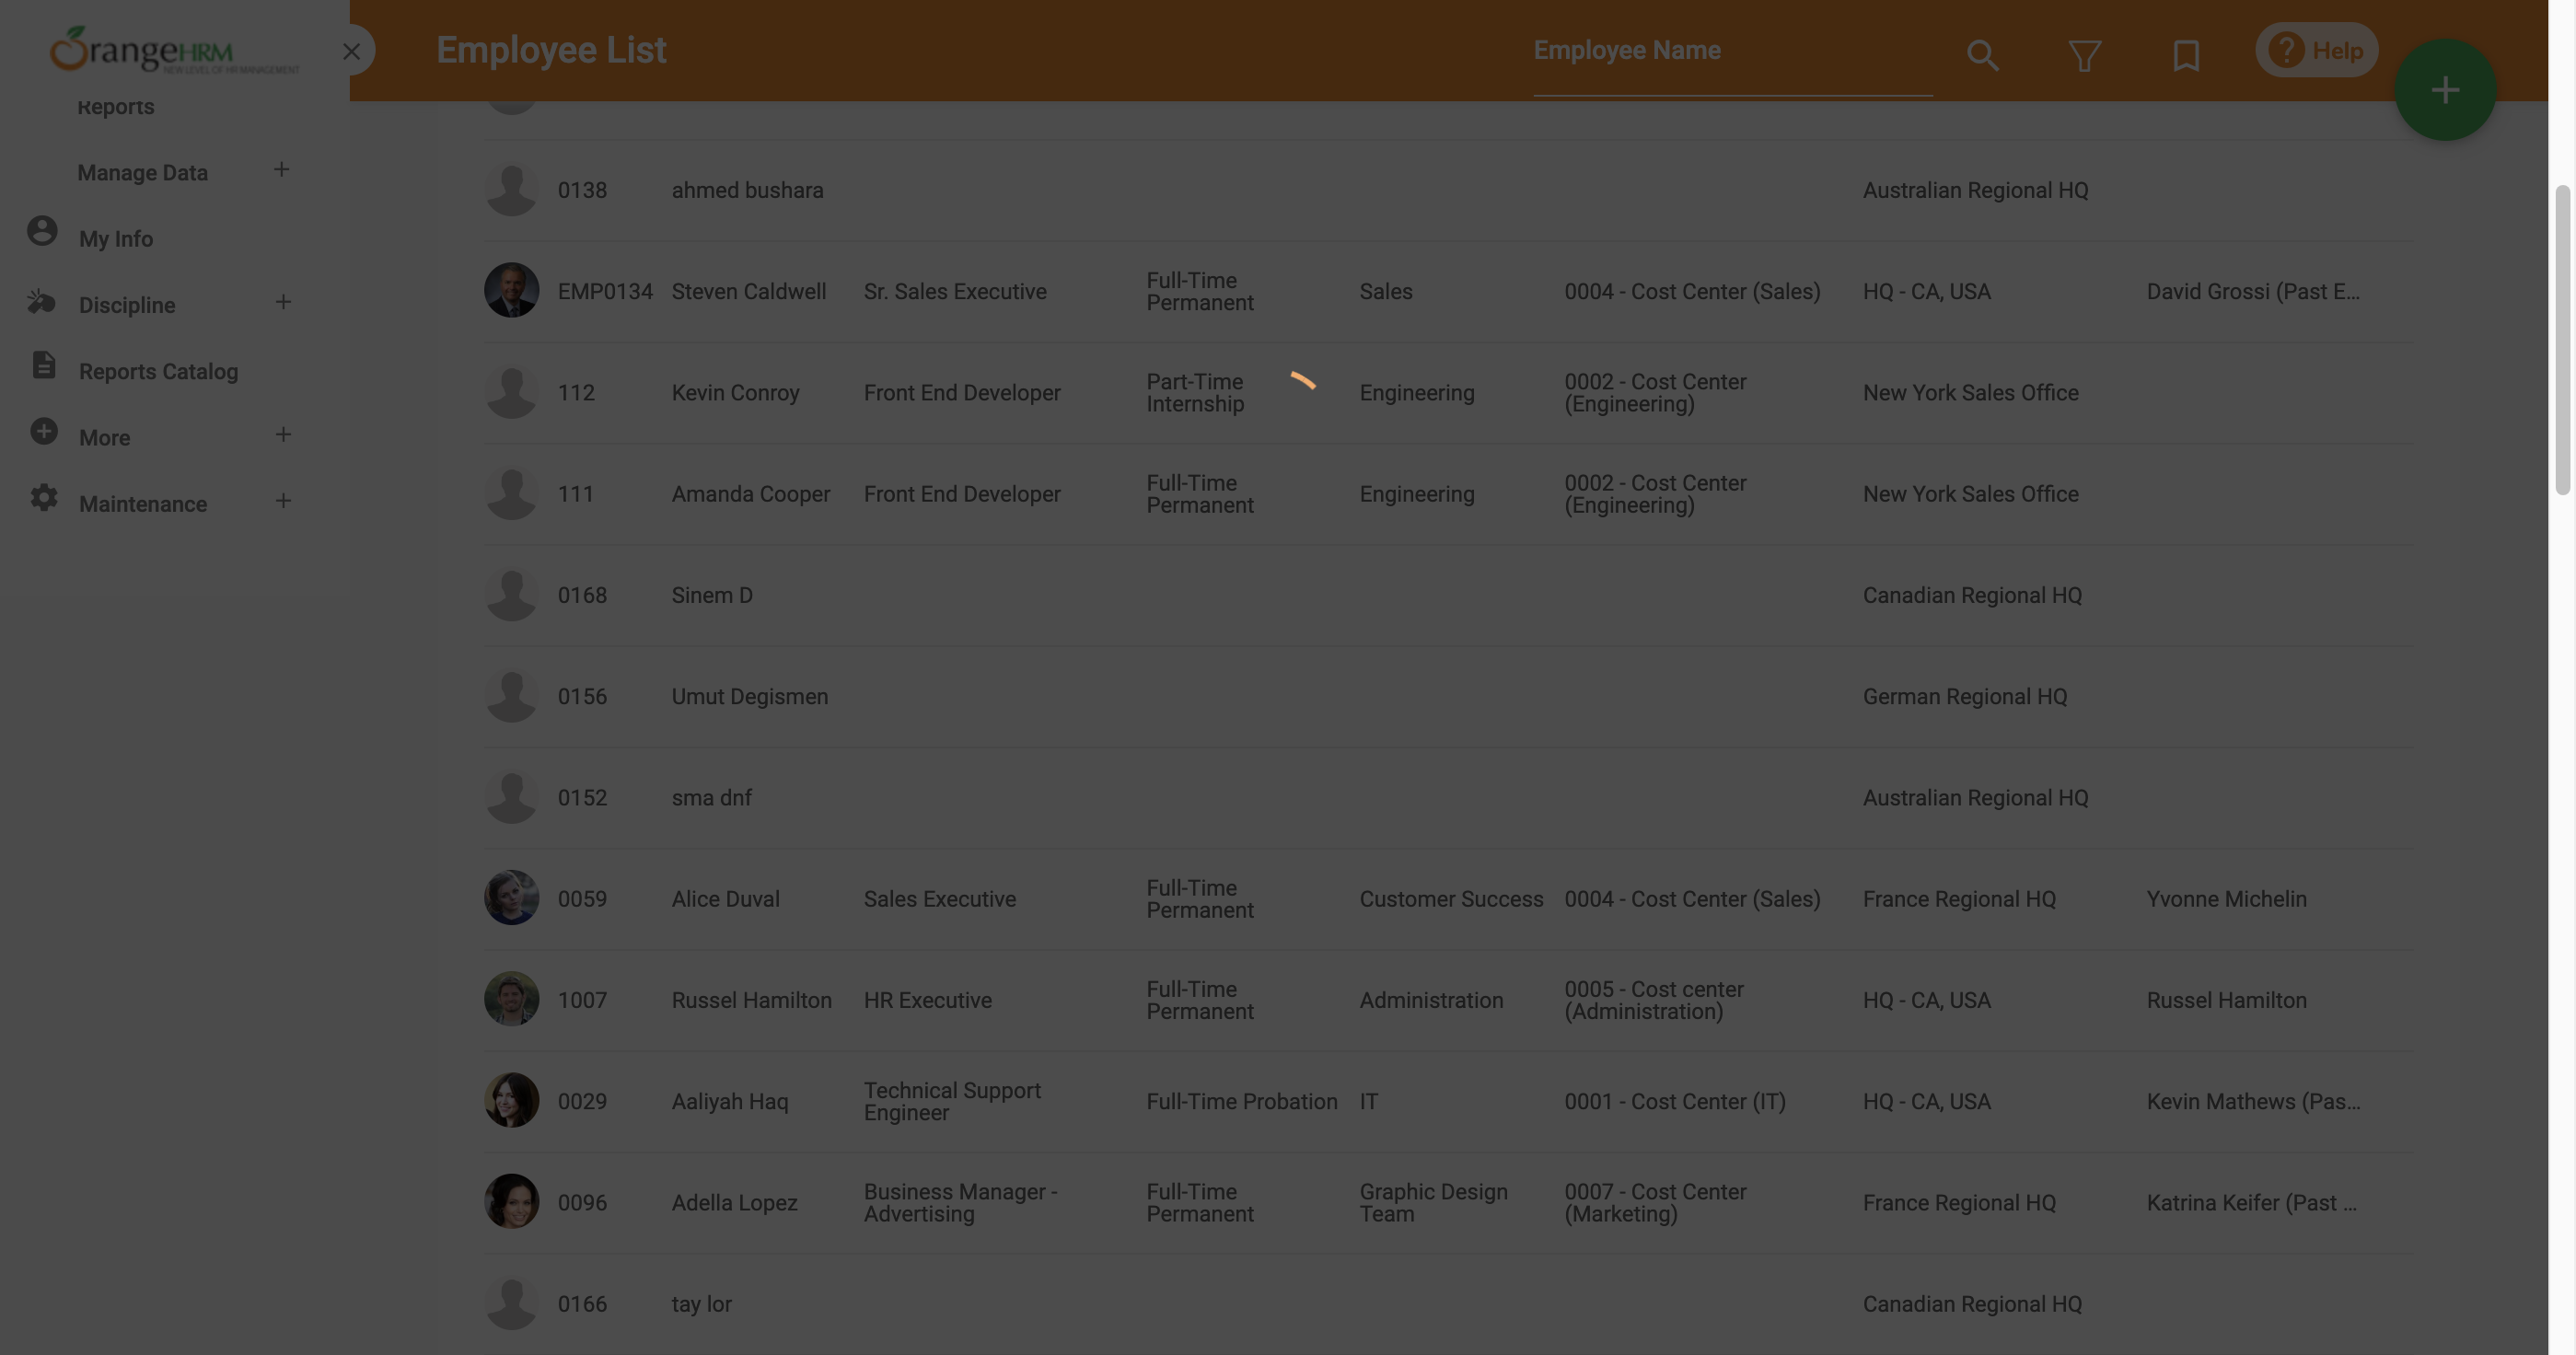 OrangeHRM
NEW LEVEL OF HR MANAGEMENT
Employee List
Employee Name
? Help
Reports
Manage Data
My Info
Discipline
Reports Catalog
More
Maintenance
0138 ahmed bushara Australian Regional HQ
EMP0134 Steven Caldwell Sr. Sales Executive Full-Time Permanent Sales 0004 - Cost Center (Sales) HQ - CA, USA David Grossi (Past E...
112 Kevin Conroy Front End Developer Part-Time Internship Engineering 0002 - Cost Center (Engineering) New York Sales Office
111 Amanda Cooper Front End Developer Full-Time Permanent Engineering 0002 - Cost Center (Engineering) New York Sales Office
0168 Sinem D Canadian Regional HQ
0156 Umut Degismen German Regional HQ
0152 sma dnf Australian Regional HQ
0059 Alice Duval Sales Executive Full-Time Permanent Customer Success 0004 - Cost Center (Sales) France Regional HQ Yvonne Michelin
1007 Russel Hamilton HR Executive Full-Time Permanent Administration 0005 - Cost center (Administration) HQ - CA, USA Russel Hamilton
0029 Aaliyah Haq Technical Support Engineer Full-Time Probation IT 0001 - Cost Center (IT) HQ - CA, USA Kevin Mathews (Pas...
0096 Adella Lopez Business Manager - Advertising Full-Time Permanent Graphic Design Team 0007 - Cost Center (Marketing) France Regional HQ Katrina Keifer (Past ...
0166 tay lor Canadian Regional HQ